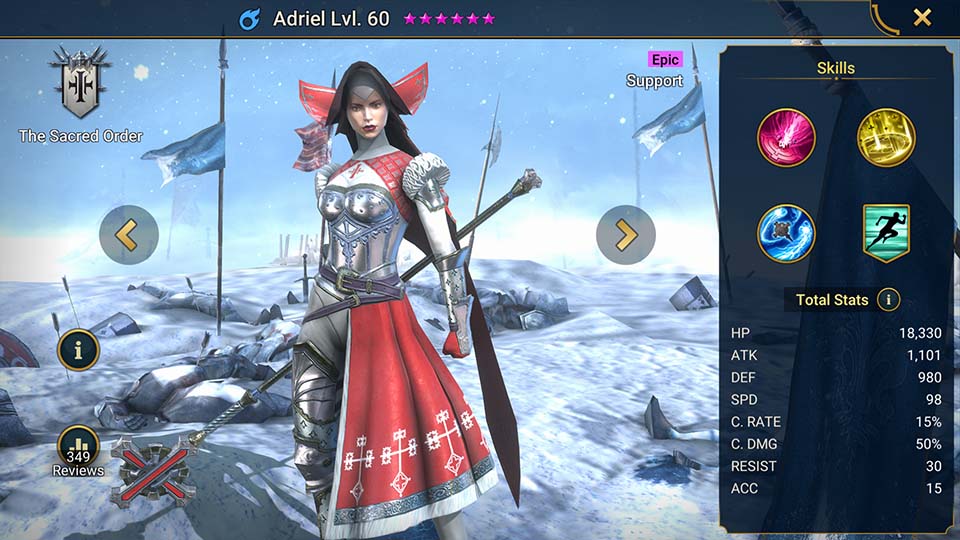 Adriel Lvl. 60
The Sacred Order
Epic
Support
349
Reviews
Skills
Total Stats
HP 18,330
ATK 1,101
DEF 980
SPD 98
C. RATE 15%
C. DMG 50%
RESIST 30
ACC 15